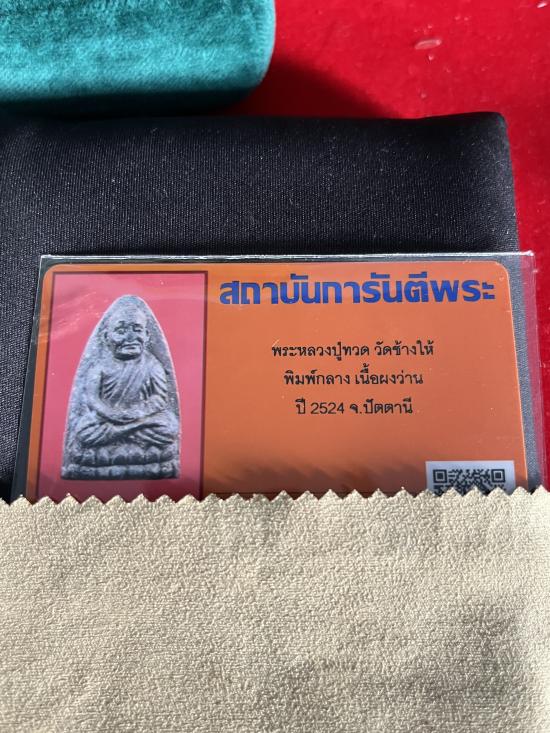 สถาบันการันตีพระ
พระหลวงปู่ทวด วัดช้างให้
พิมพ์กลาง เนื้อผงว่าน
ปี 2524 จ.ปัตตานี